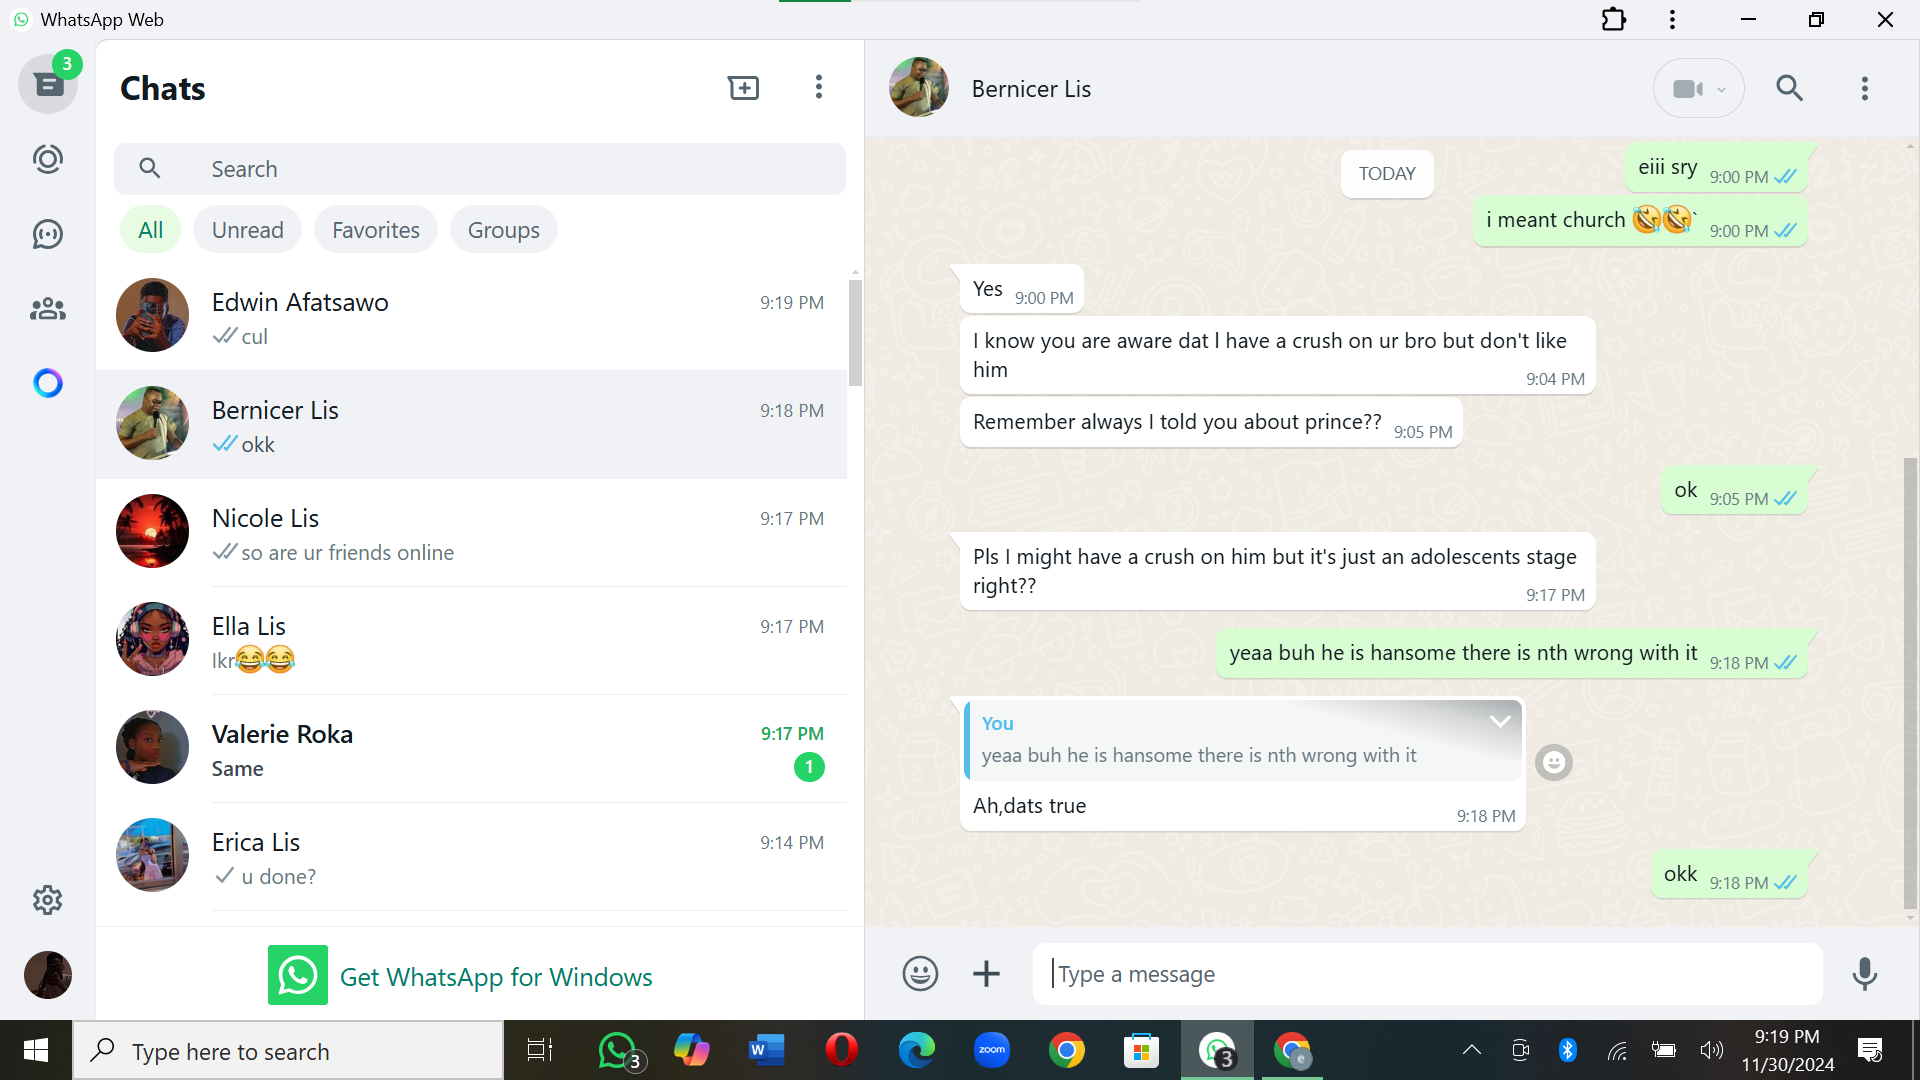 WhatsApp Web
3
Chats
Search
All Unread Favorites Groups
Edwin Afatsawo 9:19 PM
cul
Bernicer Lis 9:18 PM
okk
Nicole Lis 9:17 PM
so are ur friends online
Ella Lis 9:17 PM
Ikr😂😂
Valerie Roka 9:17 PM
Same 1
Erica Lis 9:14 PM
u done?
Get WhatsApp for Windows
Bernicer Lis
TODAY
eiii sry 9:00 PM
i meant church 🤣🤣` 9:00 PM
Yes 9:00 PM
I know you are aware dat I have a crush on ur bro but don't like
him 9:04 PM
Remember always I told you about prince?? 9:05 PM
ok 9:05 PM
Pls I might have a crush on him but it's just an adolescents stage
right?? 9:17 PM
yeaa buh he is hansome there is nth wrong with it 9:18 PM
You
yeaa buh he is hansome there is nth wrong with it
Ah,dats true 9:18 PM
okk 9:18 PM
Type a message
Type here to search
3
W
zoom
3
e
9:19 PM
11/30/2024